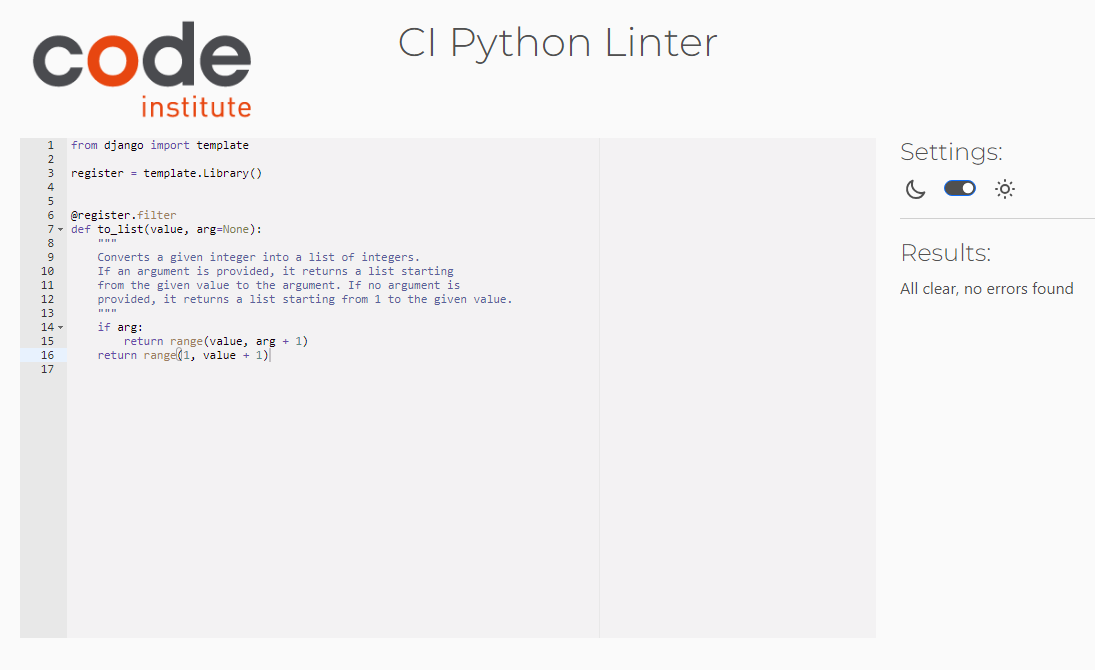 code
institute
CI Python Linter
1 from django import template
2
3 register = template.Library()
4
5
6 @register.filter
7 def to_list(value, arg=None):
8     """
9     Converts a given integer into a list of integers.
10     If an argument is provided, it returns a list starting
11     from the given value to the argument. If no argument is
12     provided, it returns a list starting from 1 to the given value.
13     """
14     if arg:
15         return range(value, arg + 1)
16     return range(1, value + 1)
17
Settings:
Results:
All clear, no errors found